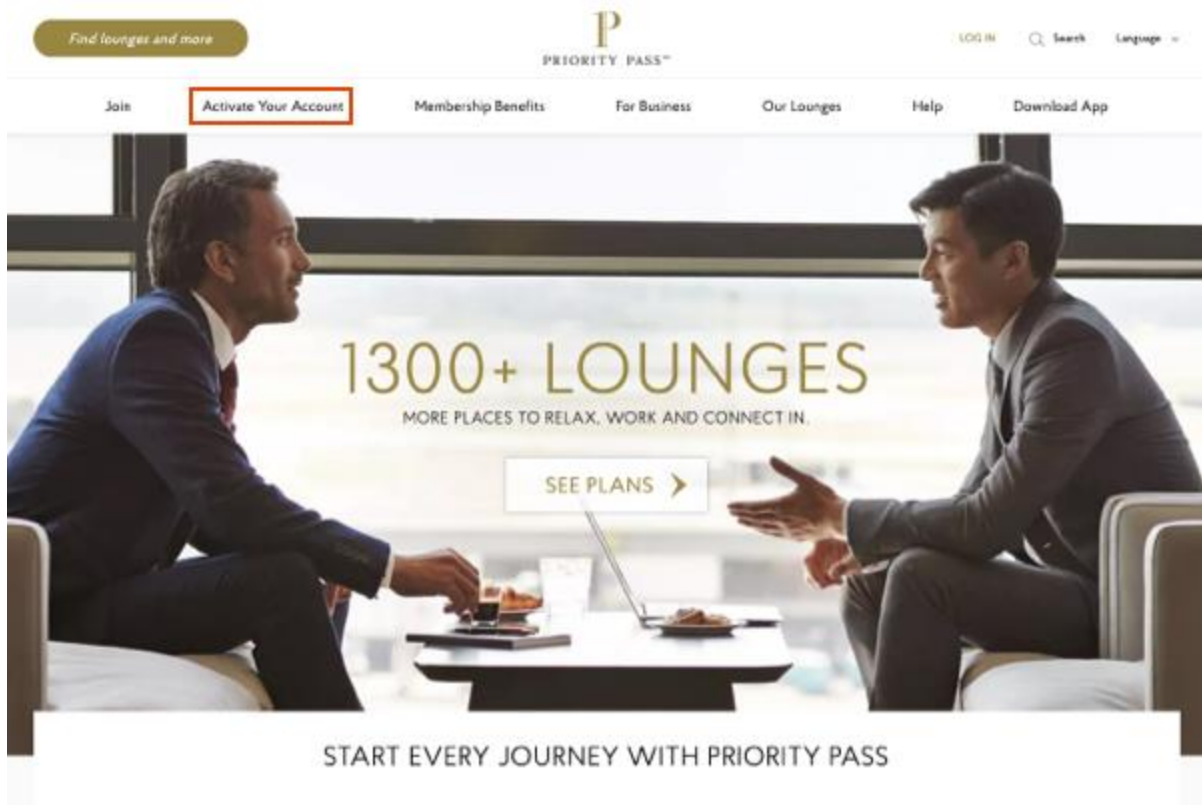 Find lounges and more
P
PRIORITY PASS™
LOG IN
Search
Language
Join
Activate Your Account
Membership Benefits
For Business
Our Lounges
Help
Download App
1300+ LOUNGES
MORE PLACES TO RELAX, WORK AND CONNECT IN.
SEE PLANS
START EVERY JOURNEY WITH PRIORITY PASS